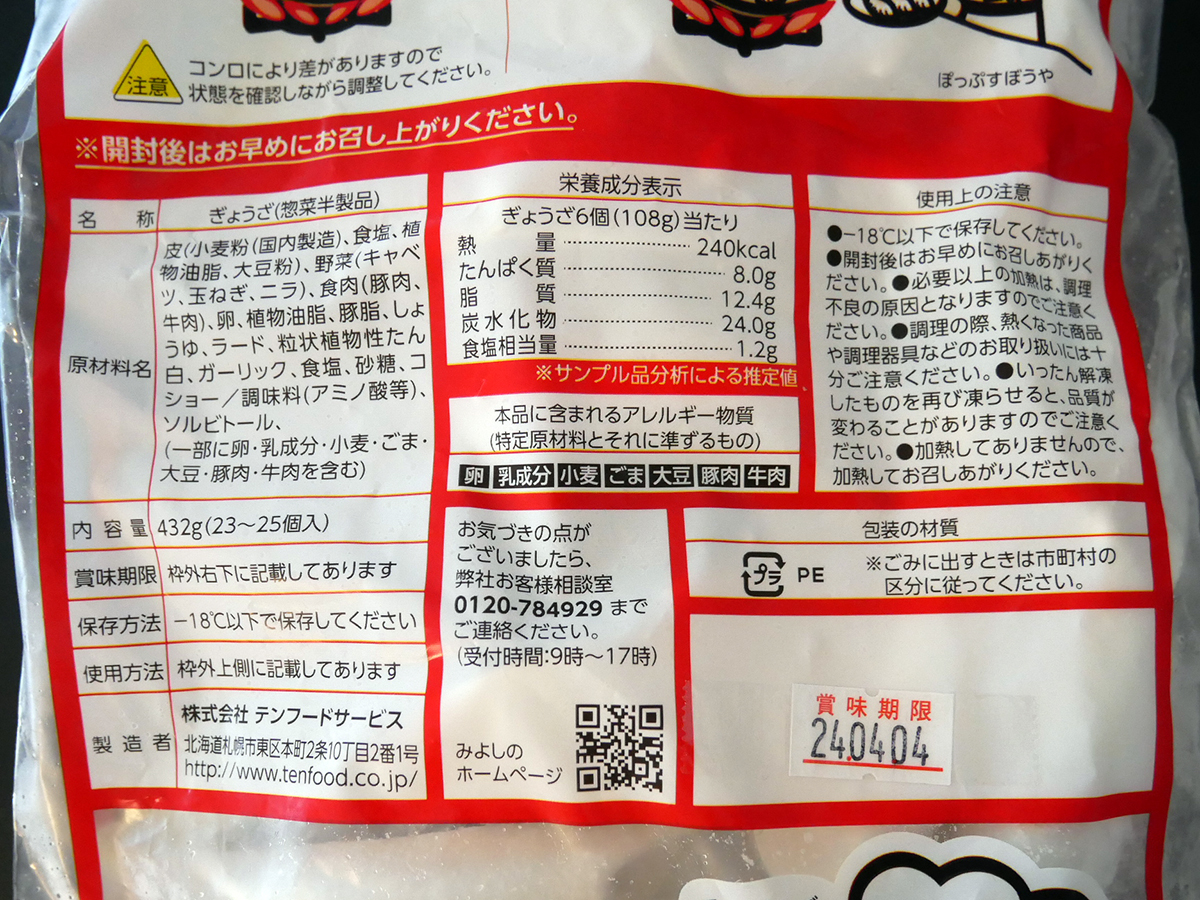 注意
コンロにより差がありますので
状態を確認しながら調整してください。
ぽっぷすぼうや
※開封後はお早めにお召し上がりください。
名 称
ぎょうざ(惣菜半製品)
原材料名
皮(小麦粉(国内製造)、食塩、植
物油脂、大豆粉)、野菜(キャベ
ツ、玉ねぎ、ニラ)、食肉(豚肉、
牛肉)、卵、植物油脂、豚脂、しょ
うゆ、ラード、粒状植物性たん
白、ガーリック、食塩、砂糖、コ
ショー/調味料(アミノ酸等)、
ソルビトール、
(一部に卵・乳成分・小麦・ごま・
大豆・豚肉・牛肉を含む)
内 容 量 432g(23〜25個入)
賞味期限 枠外右下に記載してあります
保存方法 −18℃以下で保存してください
使用方法 枠外上側に記載してあります
製 造 者
株式会社 テンフードサービス
北海道札幌市東区本町2条10丁目2番1号
http://www.tenfood.co.jp/
栄養成分表示
ぎょうざ6個(108g)当たり
熱 量 240kcal
たんぱく質 8.0g
脂 質 12.4g
炭水化物 24.0g
食塩相当量 1.2g
※サンプル品分析による推定値
本品に含まれるアレルギー物質
(特定原材料とそれに準ずるもの)
卵 乳成分 小麦 ごま 大豆 豚肉 牛肉
お気づきの点が
ございましたら、
弊社お客様相談室
0120-784929 まで
ご連絡ください。
(受付時間:9時〜17時)
みよしの
ホームページ
使用上の注意
●−18℃以下で保存してください。
●開封後はお早めにお召しあがりく
ださい。●必要以上の加熱は、調理
不良の原因となりますのでご注意く
ださい。●調理の際、熱くなった商品
や調理器具などのお取り扱いには十
分ご注意ください。●いったん解凍
したものを再び凍らせると、品質が
変わることがありますのでご注意く
ださい。●加熱してありませんので、
加熱してお召しあがりください。
包装の材質
プラ PE
※ごみに出すときは市町村の
区分に従ってください。
賞味期限
24.04.04